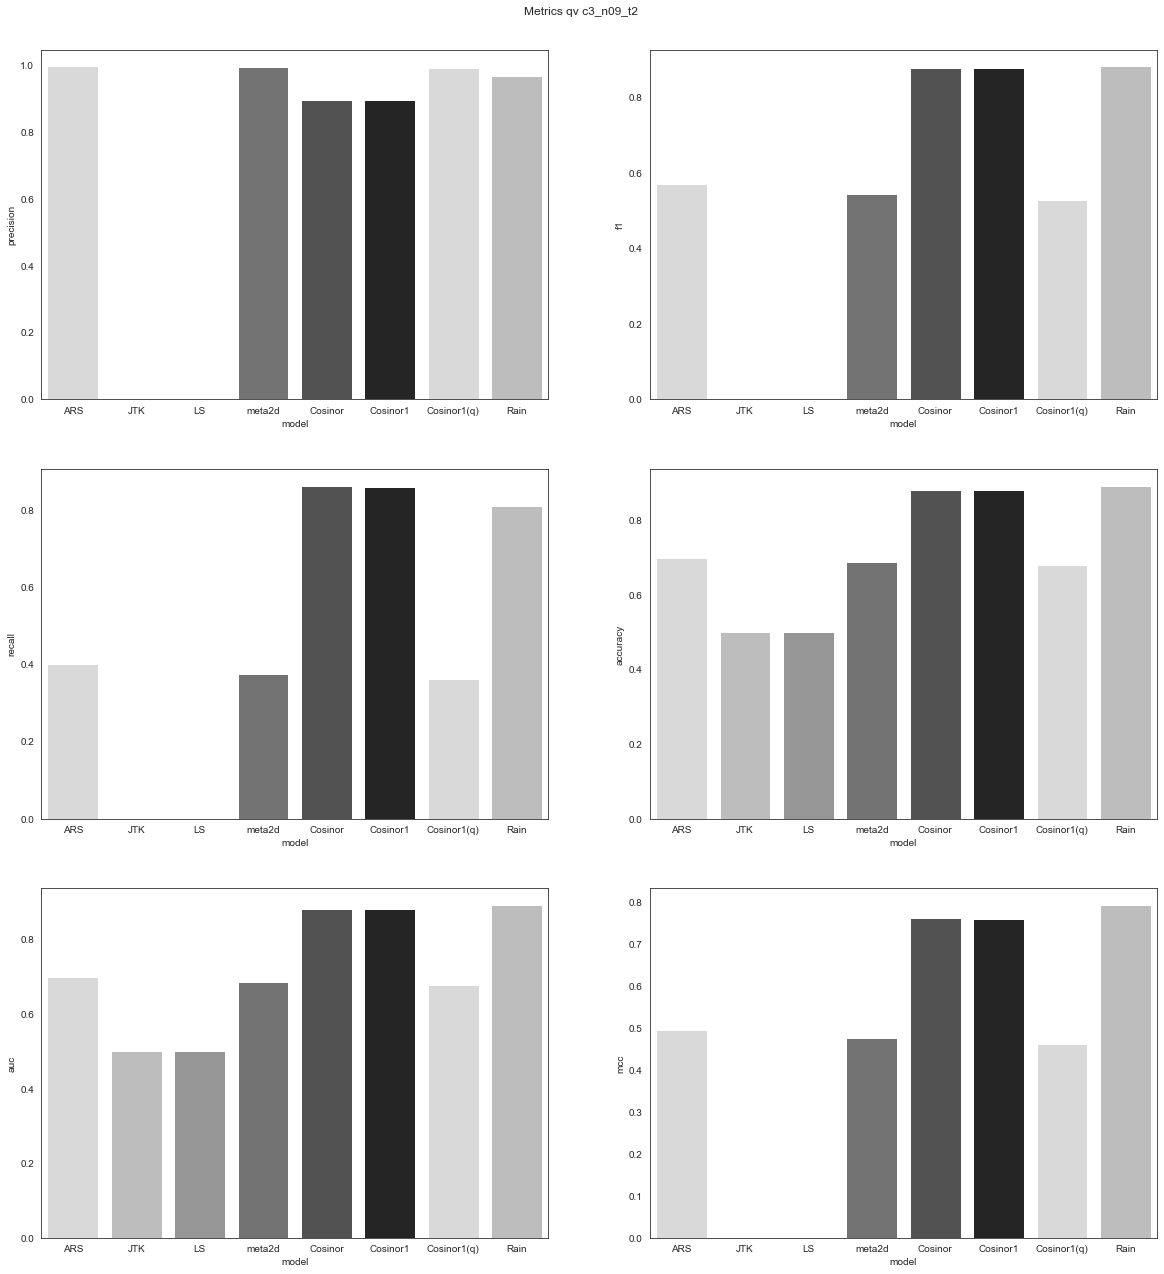 Metrics qv c3_n09_t2
1.0
0.8
0.6
0.4
0.2
0.0
precision
ARS JTK LS meta2d Cosinor Cosinor1 Cosinor1(q) Rain
model
0.8
0.6
0.4
0.2
0.0
f1
ARS JTK LS meta2d Cosinor Cosinor1 Cosinor1(q) Rain
model
0.8
0.6
0.4
0.2
0.0
recall
ARS JTK LS meta2d Cosinor Cosinor1 Cosinor1(q) Rain
model
0.8
0.6
0.4
0.2
0.0
accuracy
ARS JTK LS meta2d Cosinor Cosinor1 Cosinor1(q) Rain
model
0.8
0.6
0.4
0.2
0.0
auc
ARS JTK LS meta2d Cosinor Cosinor1 Cosinor1(q) Rain
model
0.8
0.7
0.6
0.5
0.4
0.3
0.2
0.1
0.0
mcc
ARS JTK LS meta2d Cosinor Cosinor1 Cosinor1(q) Rain
model